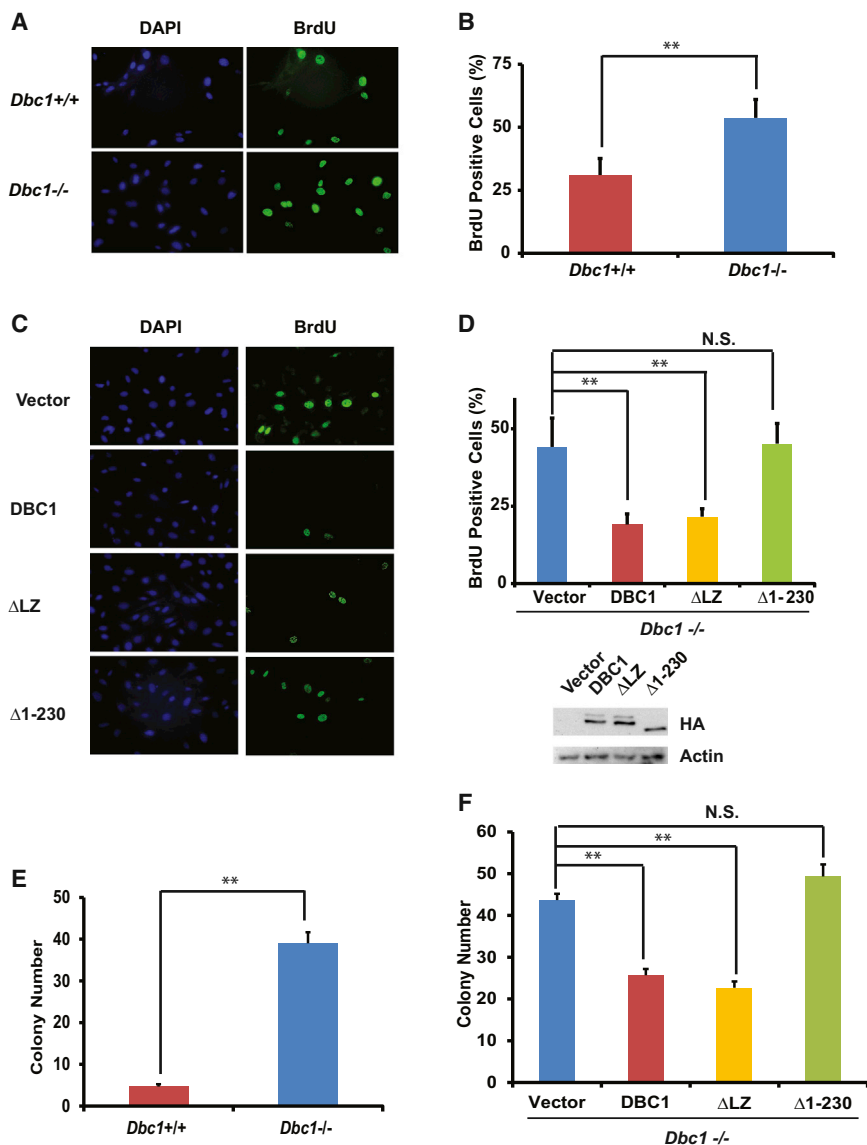 A
DAPI
BrdU
Dbc1+/+
Dbc1-/-
B
**
BrdU Positive Cells (%)
75
50
25
0
Dbc1+/+
Dbc1-/-
C
DAPI
BrdU
Vector
DBC1
ΔLZ
Δ1-230
D
N.S.
**
**
BrdU Positive Cells (%)
50
25
0
Vector
DBC1
ΔLZ
Δ1-230
Dbc1 -/-
Vector
DBC1
ΔLZ
Δ1-230
HA
Actin
E
**
Colony Number
50
40
30
20
10
0
Dbc1+/+
Dbc1-/-
F
N.S.
**
**
Colony Number
60
50
40
30
20
10
0
Vector
DBC1
ΔLZ
Δ1-230
Dbc1 -/-